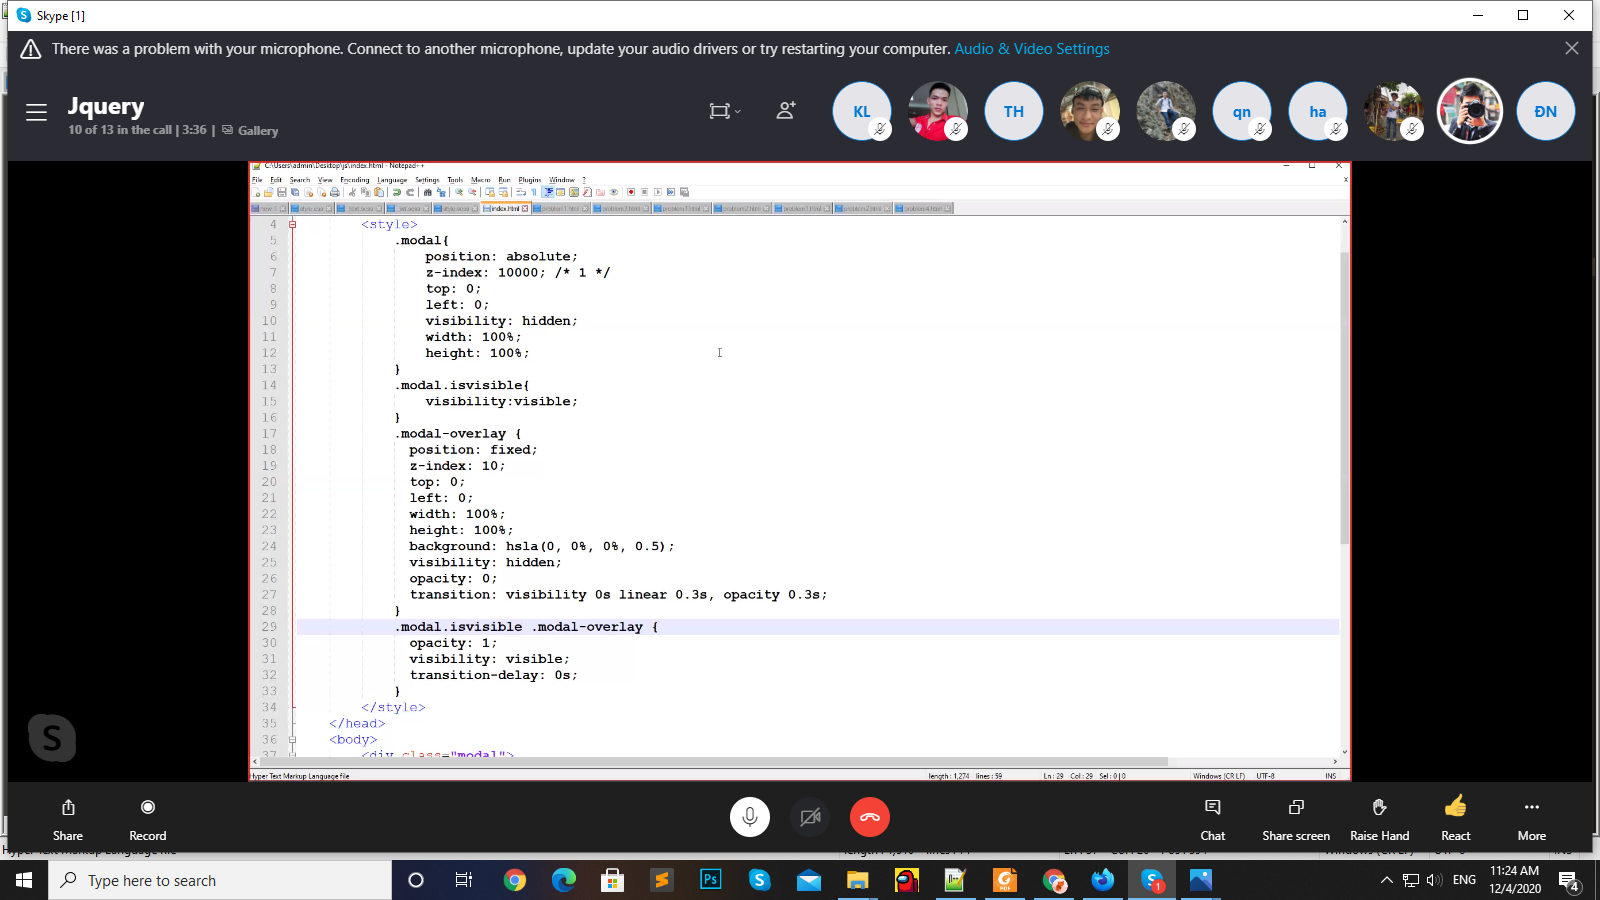 Skype [1]
There was a problem with your microphone. Connect to another microphone, update your audio drivers or try restarting your computer. Audio & Video Settings
Jquery
10 of 13 in the call | 3:36 | Gallery
KL
TH
qn
ha
ĐN
C:\Users\admin\Desktop\js\index.html - Notepad++
File Edit Search View Encoding Language Settings Tools Macro Run Plugins Window ?
index.html
4 <style>
5 .modal{
6 position: absolute;
7 z-index: 10000; /* 1 */
8 top: 0;
9 left: 0;
10 visibility: hidden;
11 width: 100%;
12 height: 100%;
13 }
14 .modal.isvisible{
15 visibility:visible;
16 }
17 .modal-overlay {
18 position: fixed;
19 z-index: 10;
20 top: 0;
21 left: 0;
22 width: 100%;
23 height: 100%;
24 background: hsla(0, 0%, 0%, 0.5);
25 visibility: hidden;
26 opacity: 0;
27 transition: visibility 0s linear 0.3s, opacity 0.3s;
28 }
29 .modal.isvisible .modal-overlay {
30 opacity: 1;
31 visibility: visible;
32 transition-delay: 0s;
33 }
34 </style>
35 </head>
36 <body>
37 <div class="modal">
Hyper Text Markup Language file length : 1,274 lines : 59 Ln : 29 Col : 29 Sel : 0 | 0 Windows (CR LF) UTF-8 INS
Share
Record
Chat
Share screen
Raise Hand
React
More
Type here to search
Ps
ENG
11:24 AM
12/4/2020
1
4